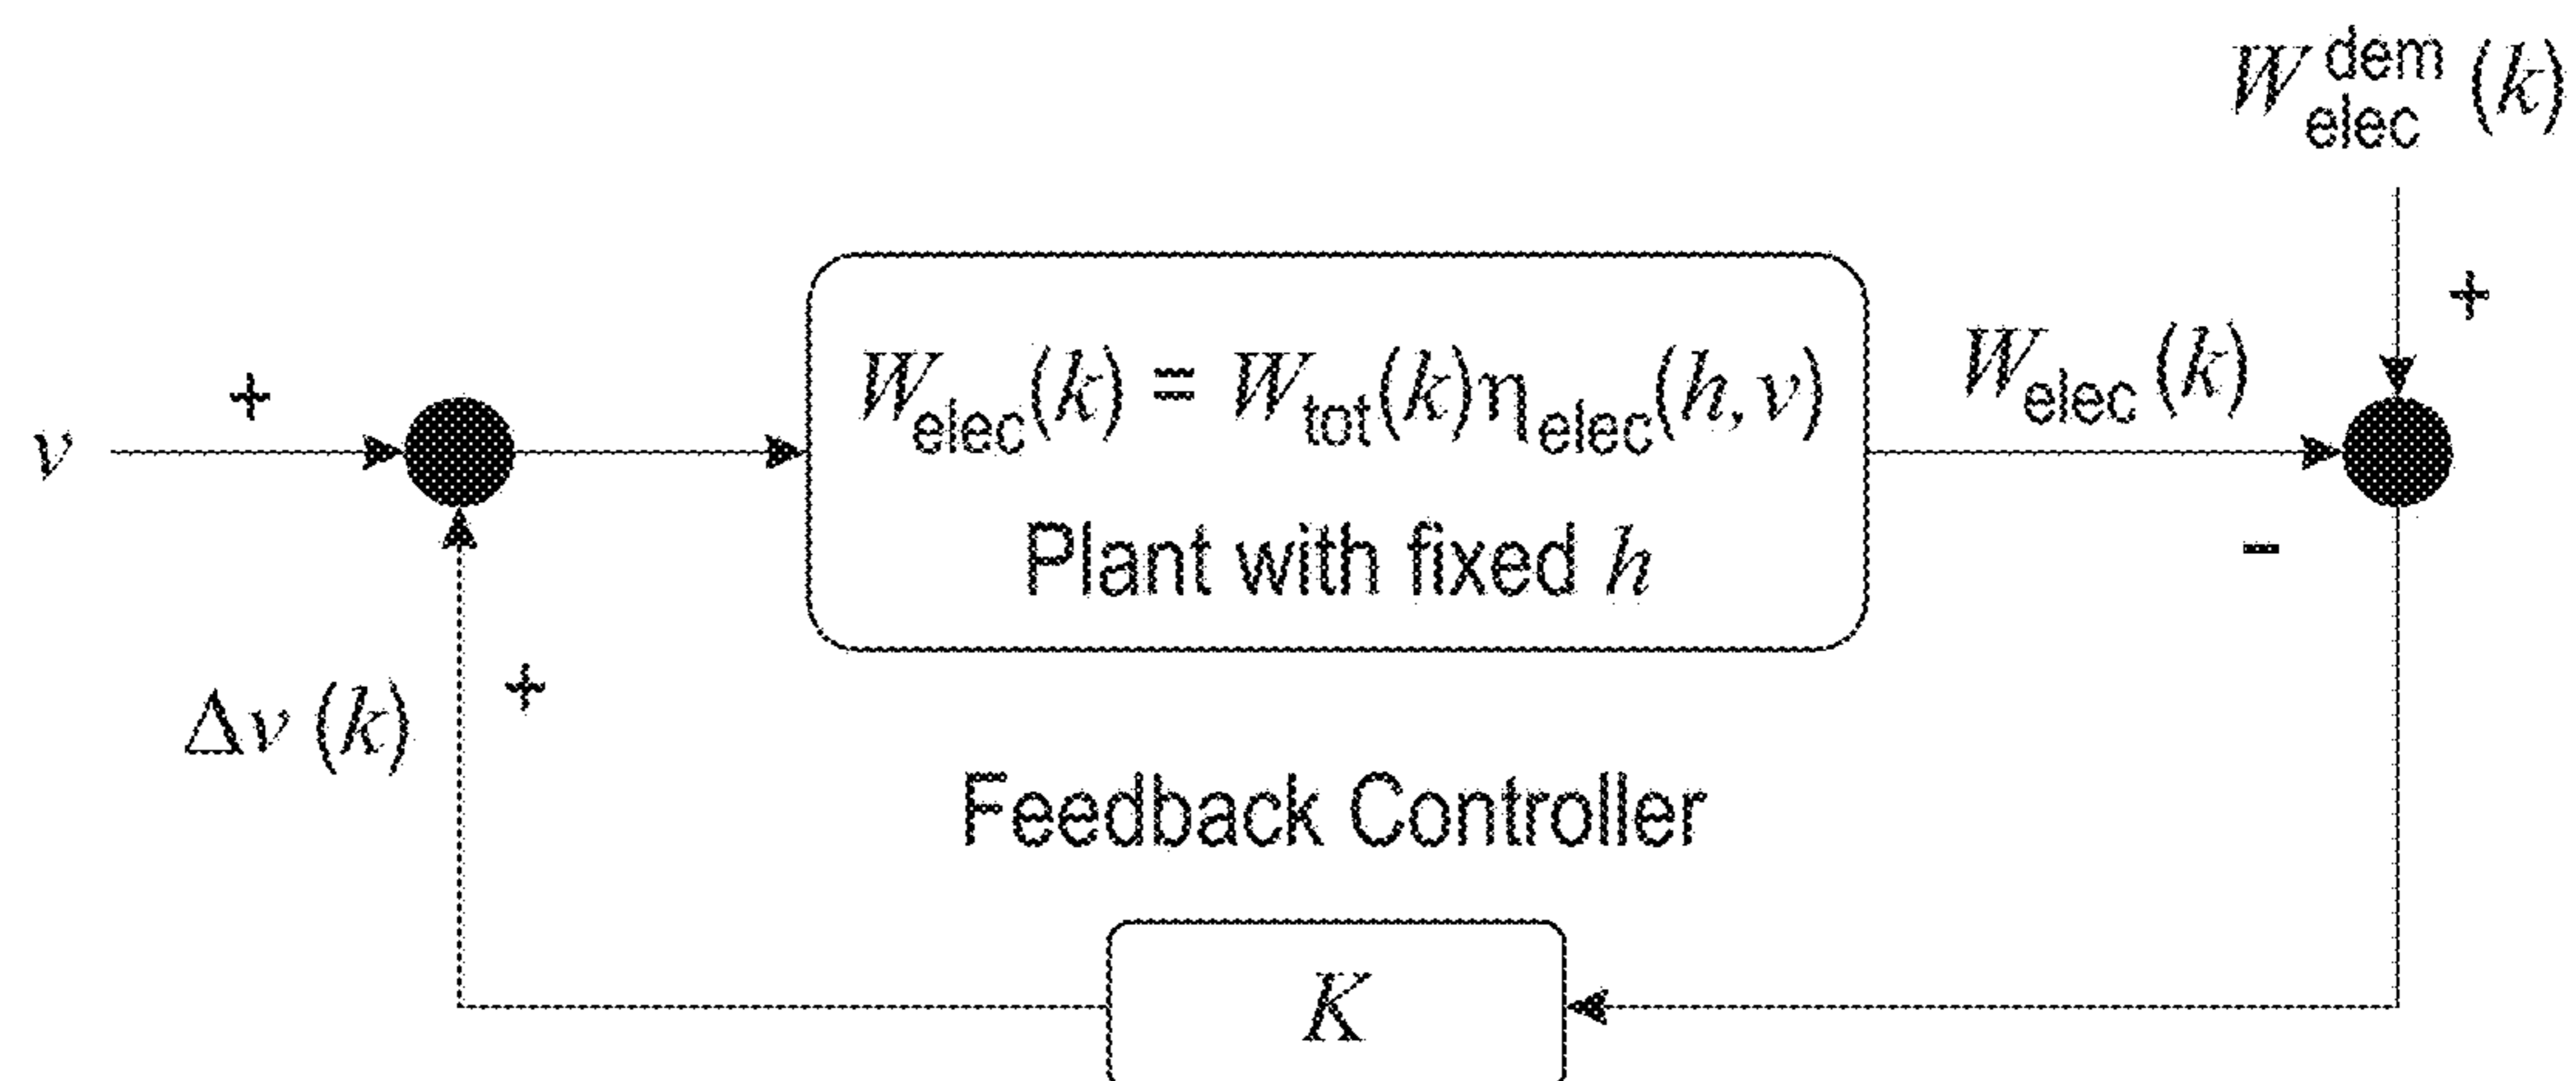 W_elec^dem (k)
+
+
W_elec(k) = W_tot(k)η_elec(h, v)
W_elec (k)
v
Plant with fixed h
-
Δv (k)
+
Feedback Controller
K